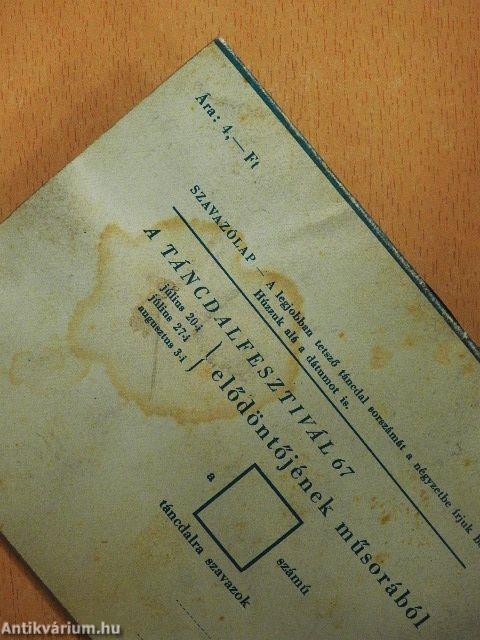 Ára: 4,—Ft
SZAVAZÓLAP — A legjobban tetsző táncdal sorszámát a négyzetbe írjuk
Húzzuk alá a dátumot is.
A TÁNCDALFESZTIVÁL 67
július 20-i
július 27-i
augusztus 3-i
elődöntőjének műsorából
a
számú
táncdalra szavazok
Antikvárium.hu